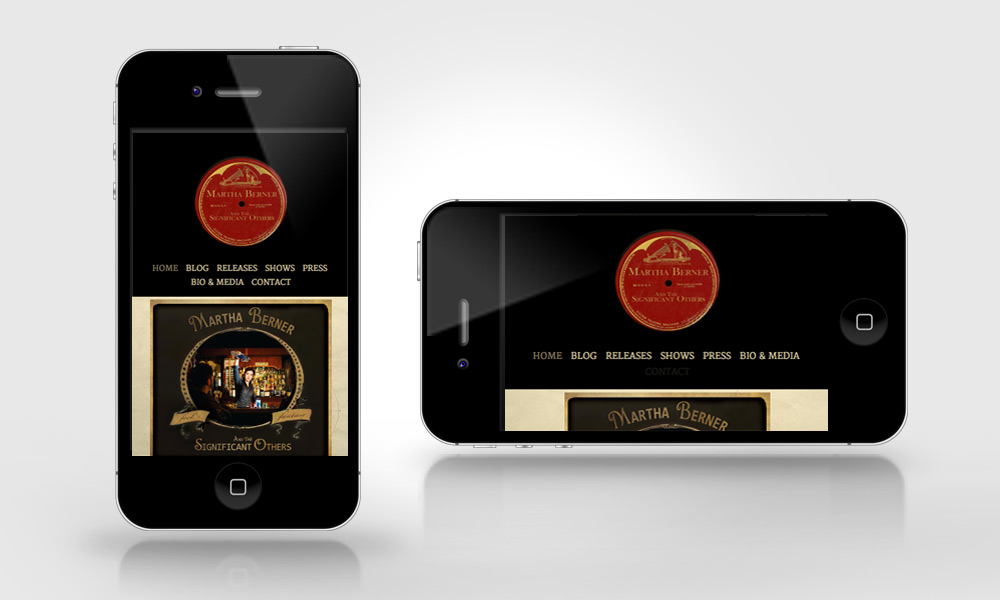 MARTHA BERNER
AND THE
SIGNIFICANT OTHERS
HOME BLOG RELEASES SHOWS PRESS
BIO & MEDIA CONTACT
MARTHA BERNER
AND THE
SIGNIFICANT OTHERS
MARTHA BERNER
AND THE
SIGNIFICANT OTHERS
HOME BLOG RELEASES SHOWS PRESS BIO & MEDIA
CONTACT
MARTHA BERNER